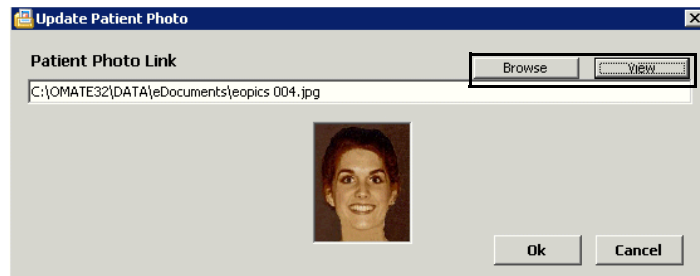 Update Patient Photo
Patient Photo Link
Browse View
C:\OMATE32\DATA\eDocuments\eopics 004.jpg
Ok Cancel